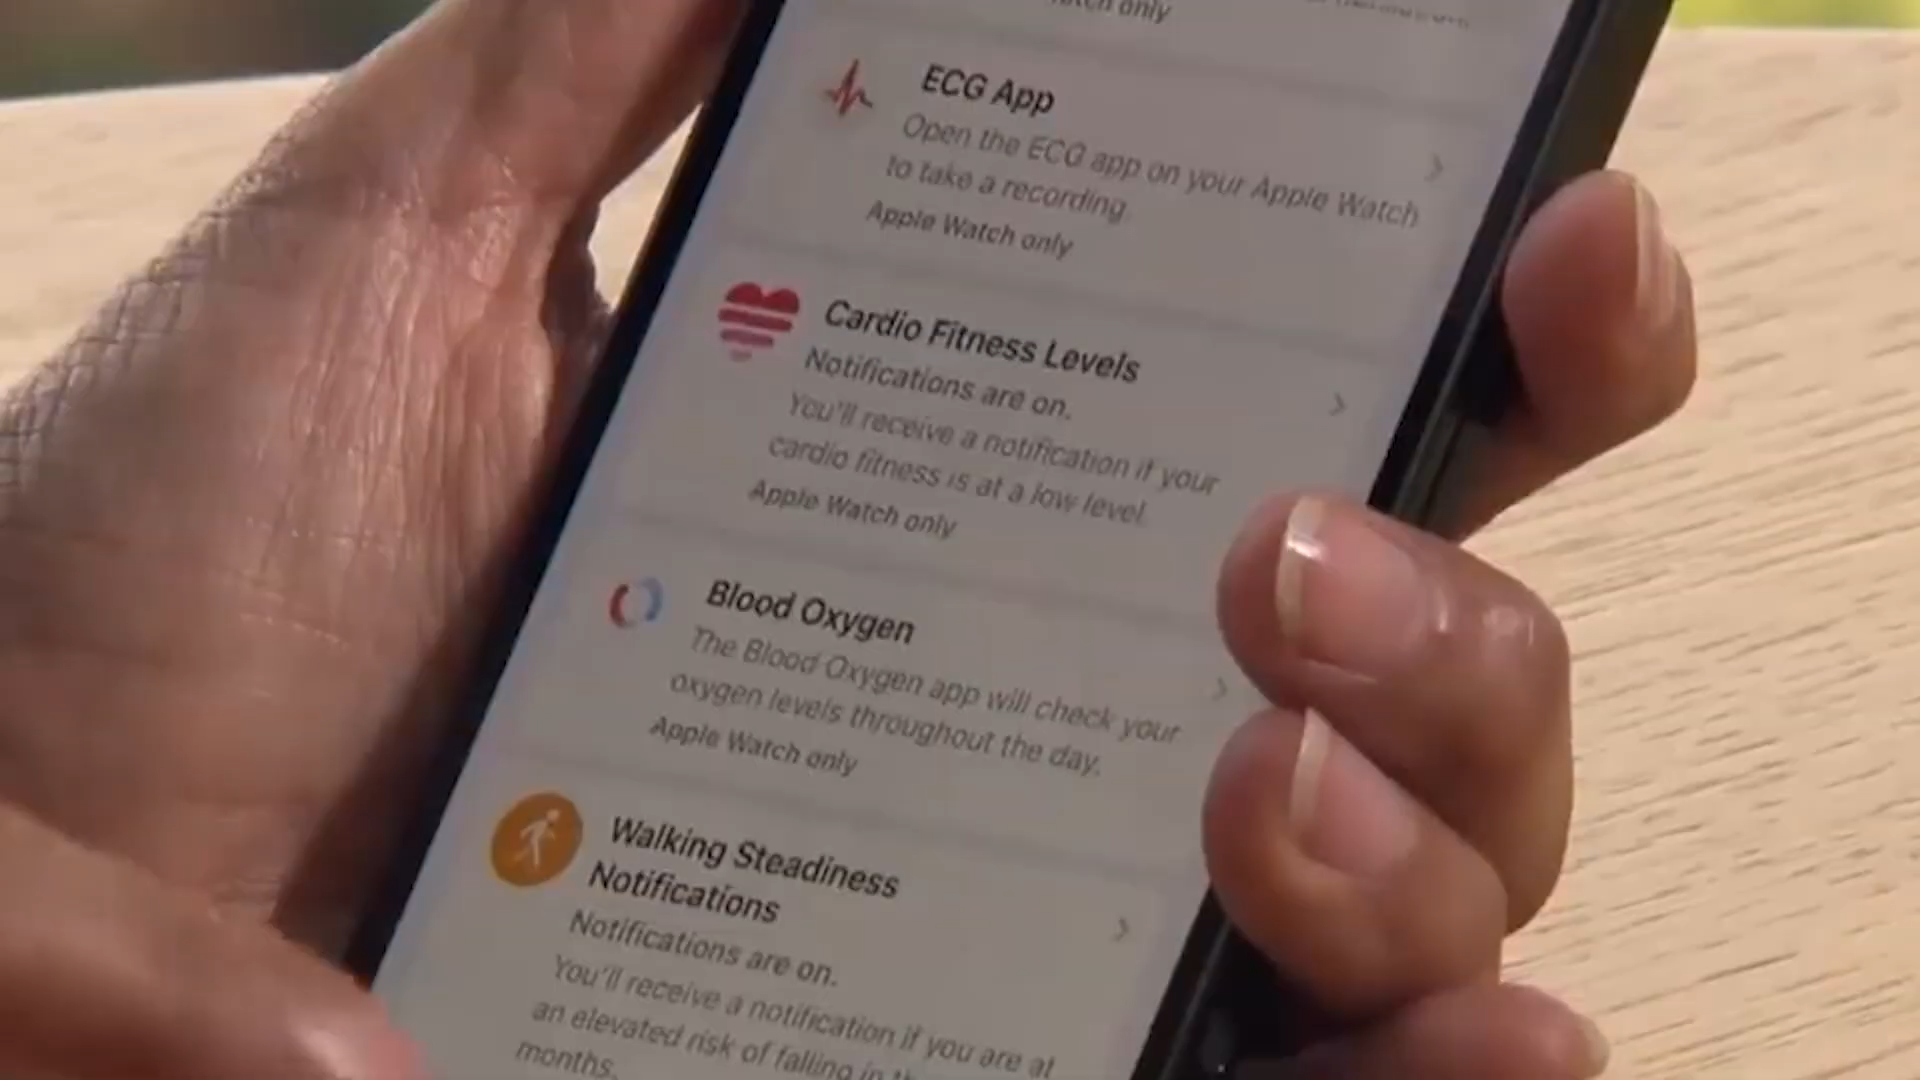 only
ECG App
Open the ECG app on your Apple Watch
to take a recording.
Apple Watch only
Cardio Fitness Levels
Notifications are on.
You'll receive a notification if your
cardio fitness is at a low level.
Apple Watch only
Blood Oxygen
The Blood Oxygen app will check your
oxygen levels throughout the day.
Apple Watch only
Walking Steadiness
Notifications
Notifications are on.
You'll receive a notification if you are at
an elevated risk of falling in
months.